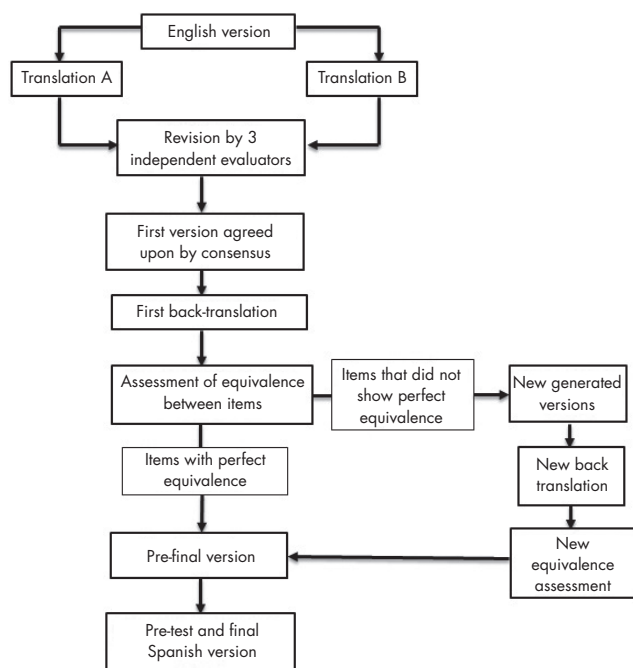 English version
Translation A
Translation B
Revision by 3
independent evaluators
First version agreed
upon by consensus
First back-translation
Assessment of equivalence
between items
Items that did not
show perfect
equivalence
New generated
versions
Items with perfect
equivalence
New back
translation
Pre-final version
New
equivalence
assessment
Pre-test and final
Spanish version